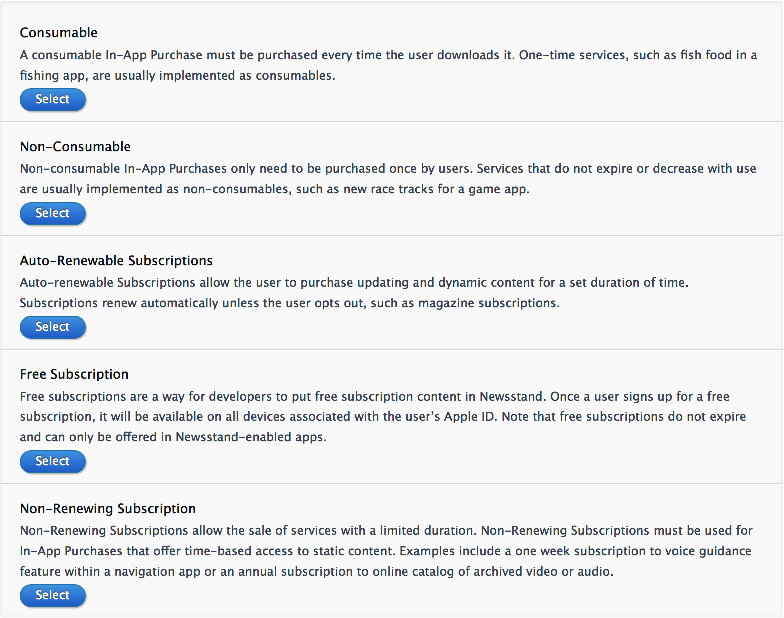 Consumable
A consumable In-App Purchase must be purchased every time the user downloads it. One-time services, such as fish food in a
fishing app, are usually implemented as consumables.
Select
Non-Consumable
Non-consumable In-App Purchases only need to be purchased once by users. Services that do not expire or decrease with use
are usually implemented as non-consumables, such as new race tracks for a game app.
Select
Auto-Renewable Subscriptions
Auto-renewable Subscriptions allow the user to purchase updating and dynamic content for a set duration of time.
Subscriptions renew automatically unless the user opts out, such as magazine subscriptions.
Select
Free Subscription
Free subscriptions are a way for developers to put free subscription content in Newsstand. Once a user signs up for a free
subscription, it will be available on all devices associated with the user's Apple ID. Note that free subscriptions do not expire
and can only be offered in Newsstand-enabled apps.
Select
Non-Renewing Subscription
Non-Renewing Subscriptions allow the sale of services with a limited duration. Non-Renewing Subscriptions must be used for
In-App Purchases that offer time-based access to static content. Examples include a one week subscription to voice guidance
feature within a navigation app or an annual subscription to online catalog of archived video or audio.
Select